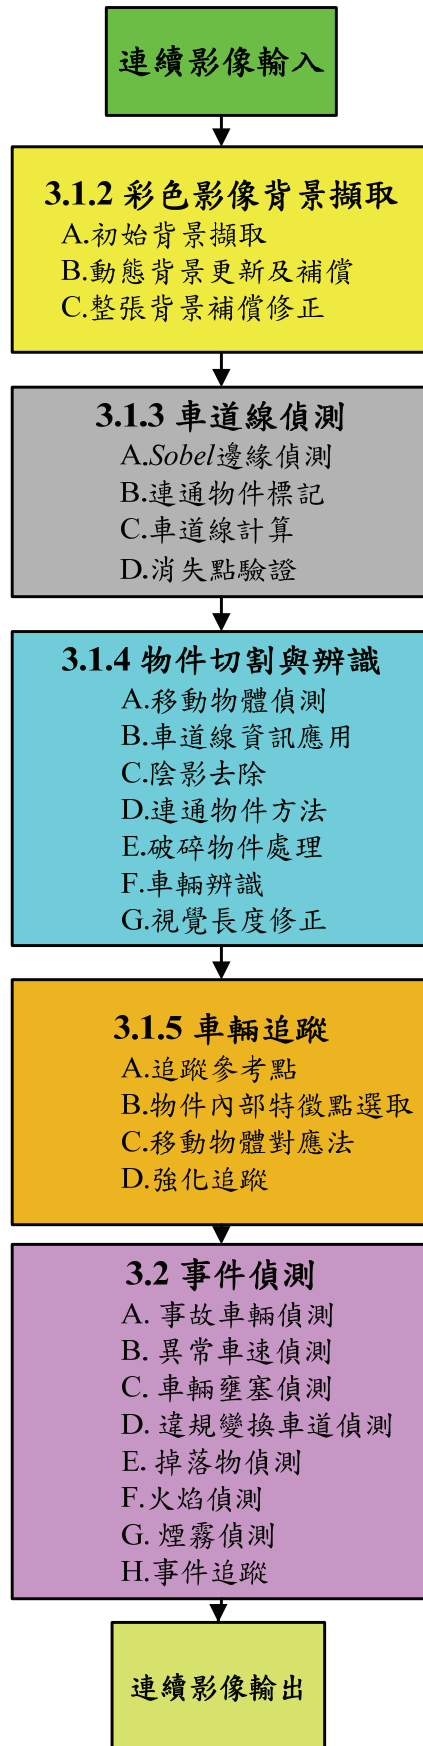 連續影像輸入
3.1.2 彩色影像背景擷取
A.初始背景擷取
B.動態背景更新及補償
C.整張背景補償修正
3.1.3 車道線偵測
A.Sobel邊緣偵測
B.連通物件標記
C.車道線計算
D.消失點驗證
3.1.4 物件切割與辨識
A.移動物體偵測
B.車道線資訊應用
C.陰影去除
D.連通物件方法
E.破碎物件處理
F.車輛辨識
G.視覺長度修正
3.1.5 車輛追蹤
A.追蹤參考點
B.物件內部特徵點選取
C.移動物體對應法
D.強化追蹤
3.2 事件偵測
A. 事故車輛偵測
B. 異常車速偵測
C. 車輛壅塞偵測
D. 違規變換車道偵測
E. 掉落物偵測
F.火焰偵測
G. 煙霧偵測
H.事件追蹤
連續影像輸出